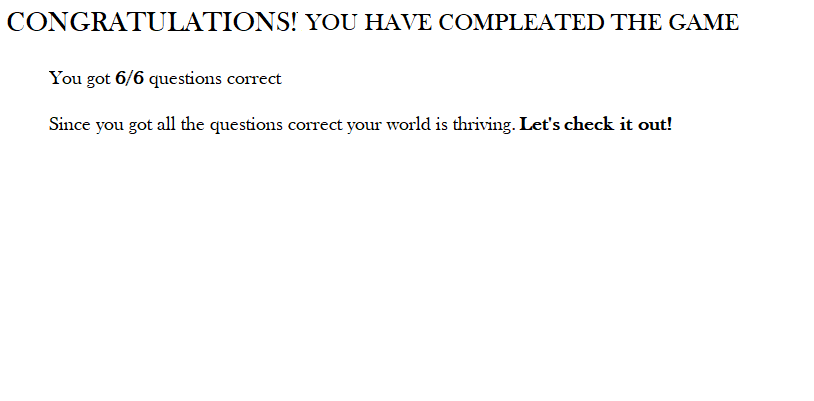 CONGRATULATIONS! YOU HAVE COMPLEATED THE GAME
You got 6/6 questions correct
Since you got all the questions correct your world is thriving. Let's check it out!